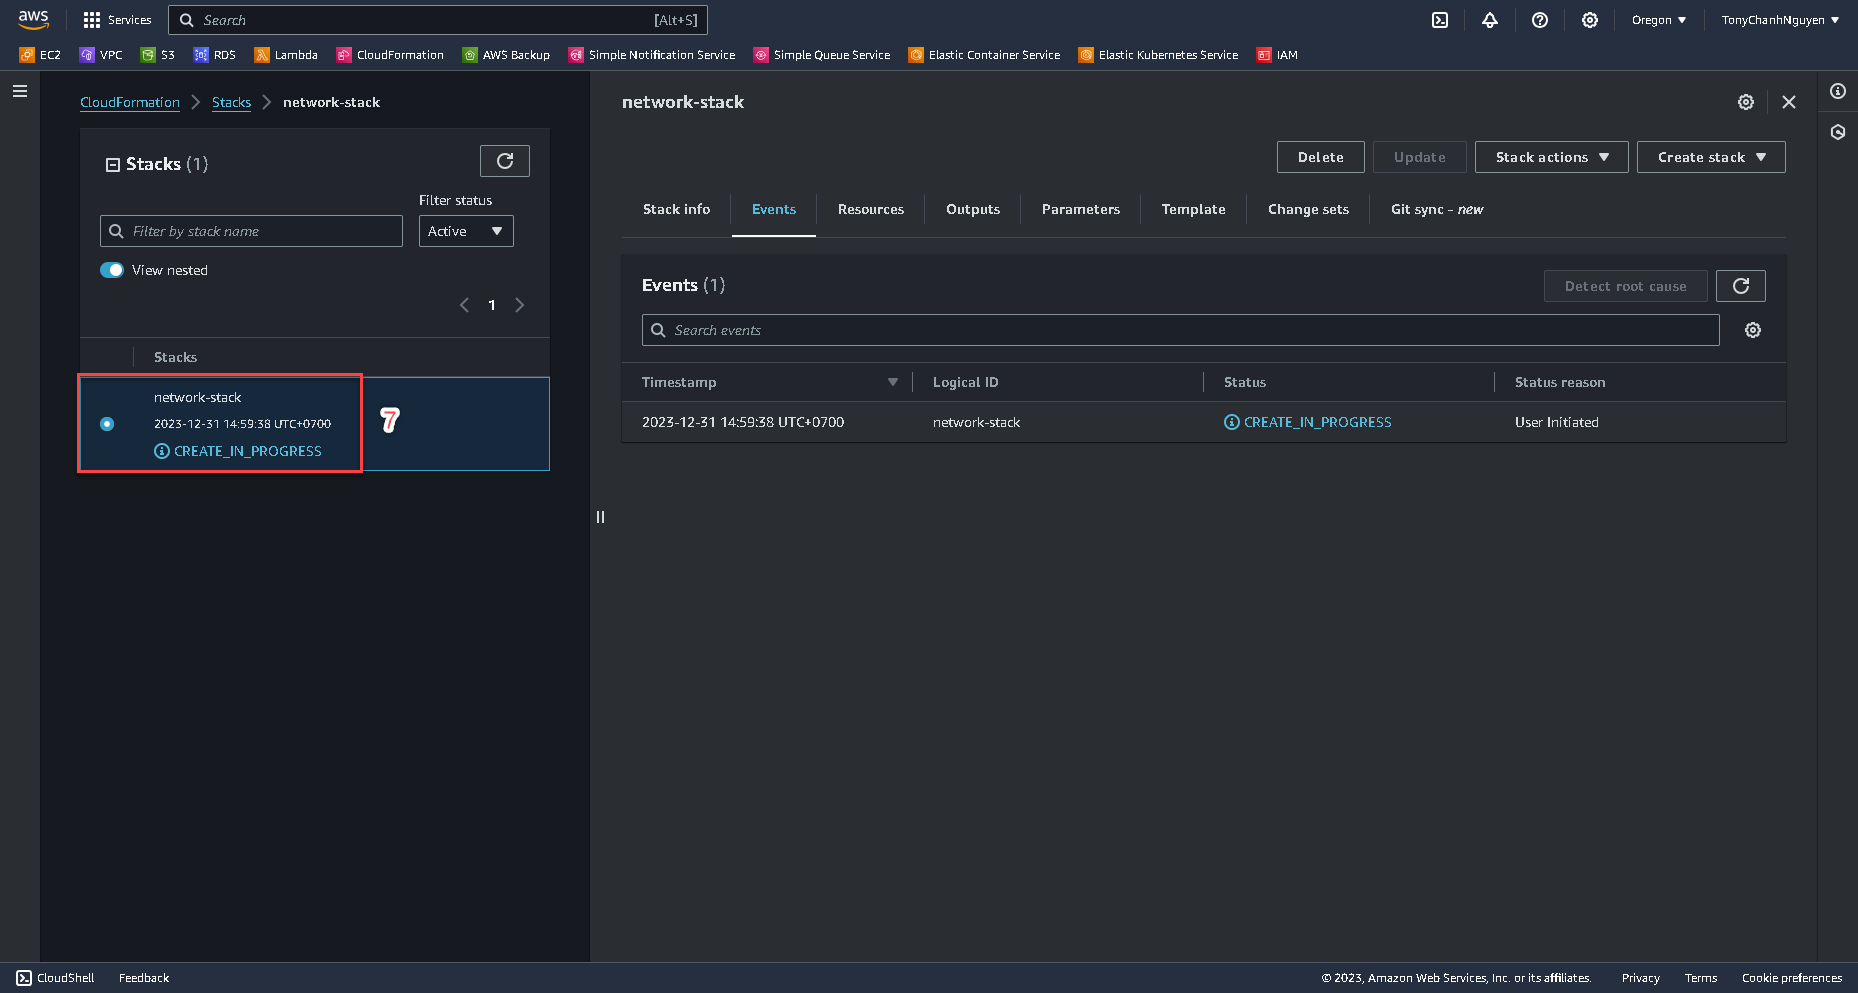 aws
Services
Search
[Alt+S]
Oregon
TonyChanhNguyen
EC2
VPC
S3
RDS
Lambda
CloudFormation
AWS Backup
Simple Notification Service
Simple Queue Service
Elastic Container Service
Elastic Kubernetes Service
IAM
CloudFormation
Stacks
network-stack
Stacks (1)
Filter status
Filter by stack name
Active
View nested
1
Stacks
network-stack
2023-12-31 14:59:38 UTC+0700
CREATE_IN_PROGRESS
7
network-stack
Delete
Update
Stack actions
Create stack
Stack info
Events
Resources
Outputs
Parameters
Template
Change sets
Git sync - new
Events (1)
Detect root cause
Search events
Timestamp
Logical ID
Status
Status reason
2023-12-31 14:59:38 UTC+0700
network-stack
CREATE_IN_PROGRESS
User Initiated
CloudShell
Feedback
© 2023, Amazon Web Services, Inc. or its affiliates.
Privacy
Terms
Cookie preferences